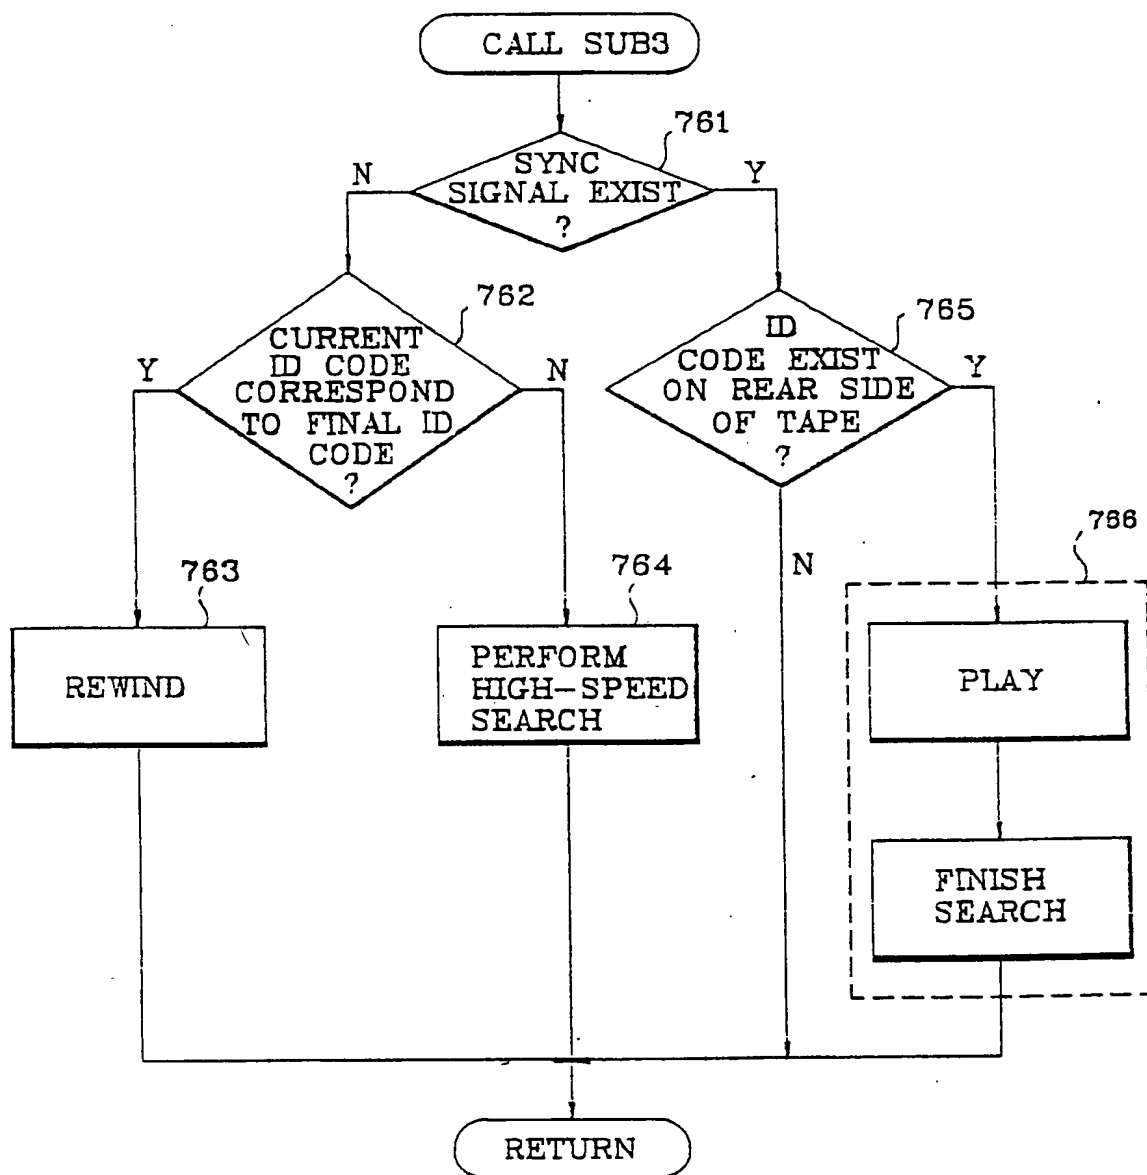 CALL SUB3
761
SYNC
SIGNAL EXIST
?
N
Y
762
CURRENT
ID CODE
CORRESPOND
TO FINAL ID
CODE
?
Y
N
765
ID
CODE EXIST
ON REAR SIDE
OF TAPE
?
Y
N
763
REWIND
764
PERFORM
HIGH-SPEED
SEARCH
766
PLAY
FINISH
SEARCH
RETURN